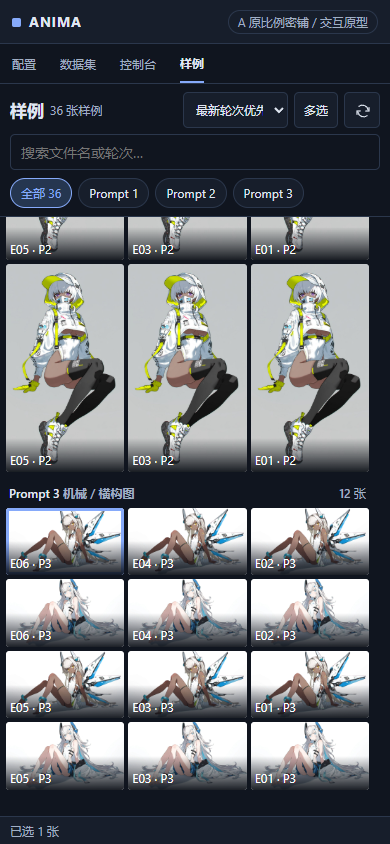 ANIMA
A 原比例密铺 / 交互原型
配置 数据集 控制台 样例
样例 36 张样例 最新轮次优先 多选
搜索文件名或轮次...
全部 36 Prompt 1 Prompt 2 Prompt 3
E05 · P2 E03 · P2 E01 · P2
E05 · P2 E03 · P2 E01 · P2
Prompt 3 机械 / 横构图 12 张
E06 · P3 E04 · P3 E02 · P3
E06 · P3 E04 · P3 E02 · P3
E05 · P3 E03 · P3 E01 · P3
E05 · P3 E03 · P3 E01 · P3
已选 1 张